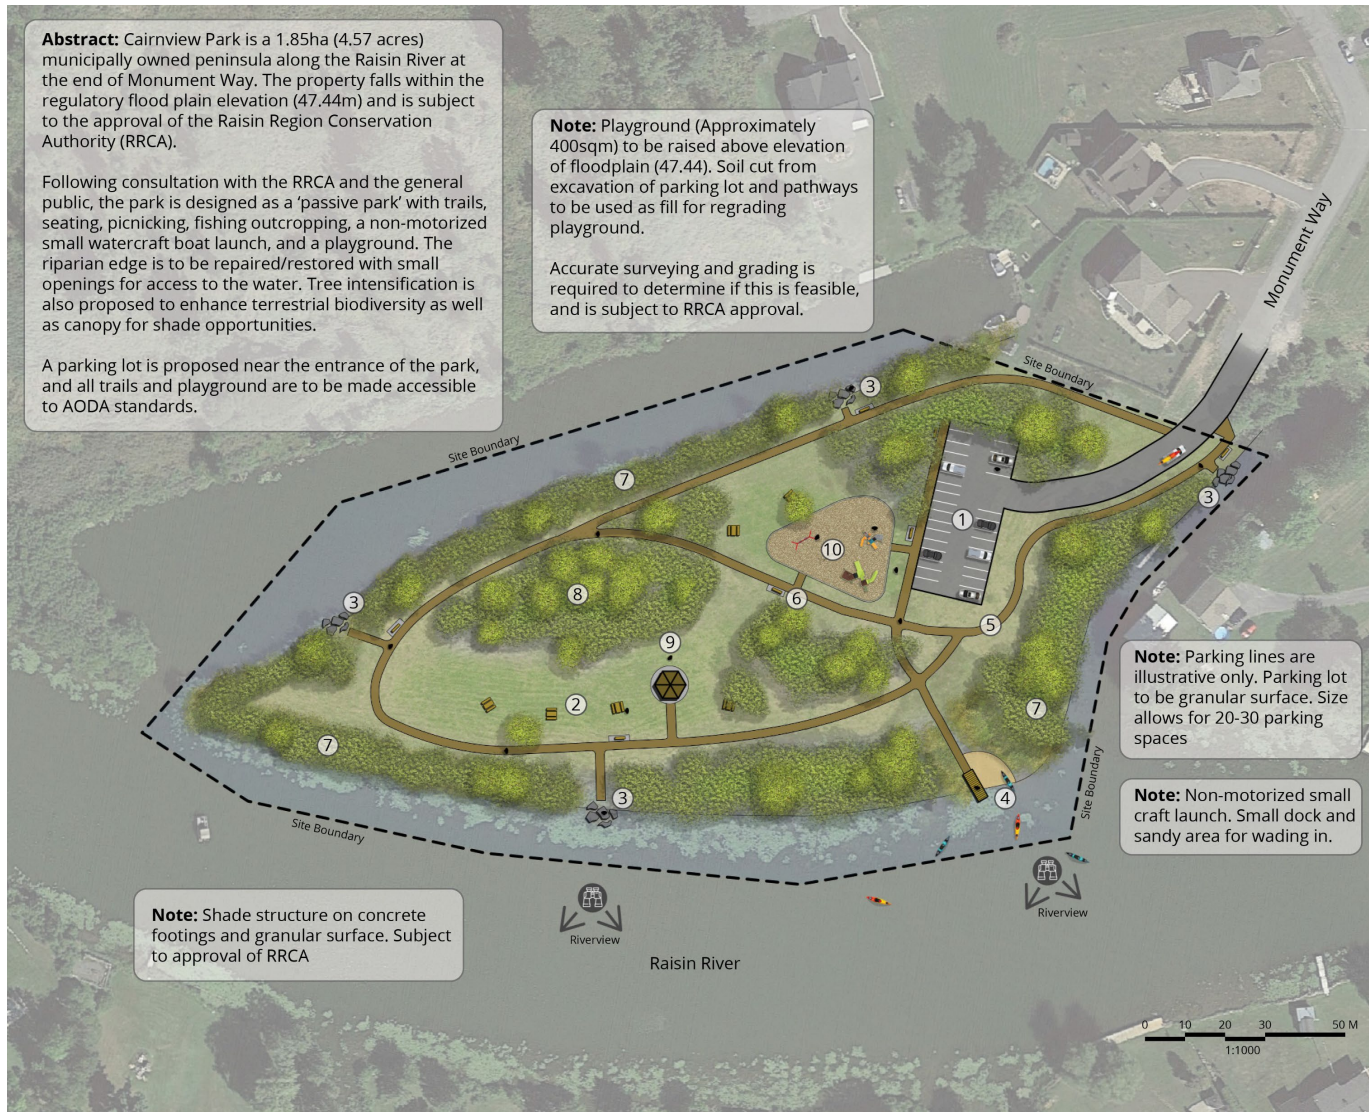 Abstract: Cairnview Park is a 1.85ha (4.57 acres)
municipally owned peninsula along the Raisin River at
the end of Monument Way. The property falls within the
regulatory flood plain elevation (47.44m) and is subject
to the approval of the Raisin Region Conservation
Authority (RRCA).
Following consultation with the RRCA and the general
public, the park is designed as a ‘passive park’ with trails,
seating, picnicking, fishing outcropping, a non-motorized
small watercraft boat launch, and a playground. The
riparian edge is to be repaired/restored with small
openings for access to the water. Tree intensification is
also proposed to enhance terrestrial biodiversity as well
as canopy for shade opportunities.
A parking lot is proposed near the entrance of the park,
and all trails and playground are to be made accessible
to AODA standards.
Note: Playground (Approximately
400sqm) to be raised above elevation
of floodplain (47.44). Soil cut from
excavation of parking lot and pathways
to be used as fill for regrading
playground.
Accurate surveying and grading is
required to determine if this is feasible,
and is subject to RRCA approval.
Monument Way
Site Boundary
3
Site Boundary
7
3
1
10
3
8
6
5
9
2
7
7
3
4
Site Boundary
Site Boundary
Note: Parking lines are
illustrative only. Parking lot
to be granular surface. Size
allows for 20-30 parking
spaces
Note: Non-motorized small
craft launch. Small dock and
sandy area for wading in.
Note: Shade structure on concrete
footings and granular surface. Subject
to approval of RRCA
Riverview
Riverview
Raisin River
0 10 20 30 50 M
1:1000